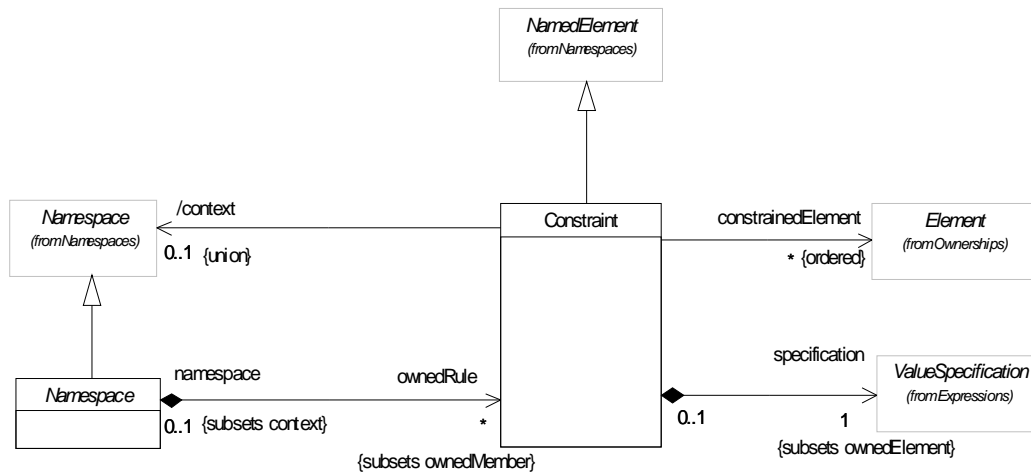 NamedElement
(fromNamespaces)
Namespace
(fromNamespaces)
/context
0..1 {union}
Constraint
constrainedElement
* {ordered}
Element
(fromOwnerships)
Namespace
namespace
0..1 {subsets context}
ownedRule
*
{subsets ownedMember}
specification
0..1
1
{subsets ownedElement}
ValueSpecification
(fromExpressions)